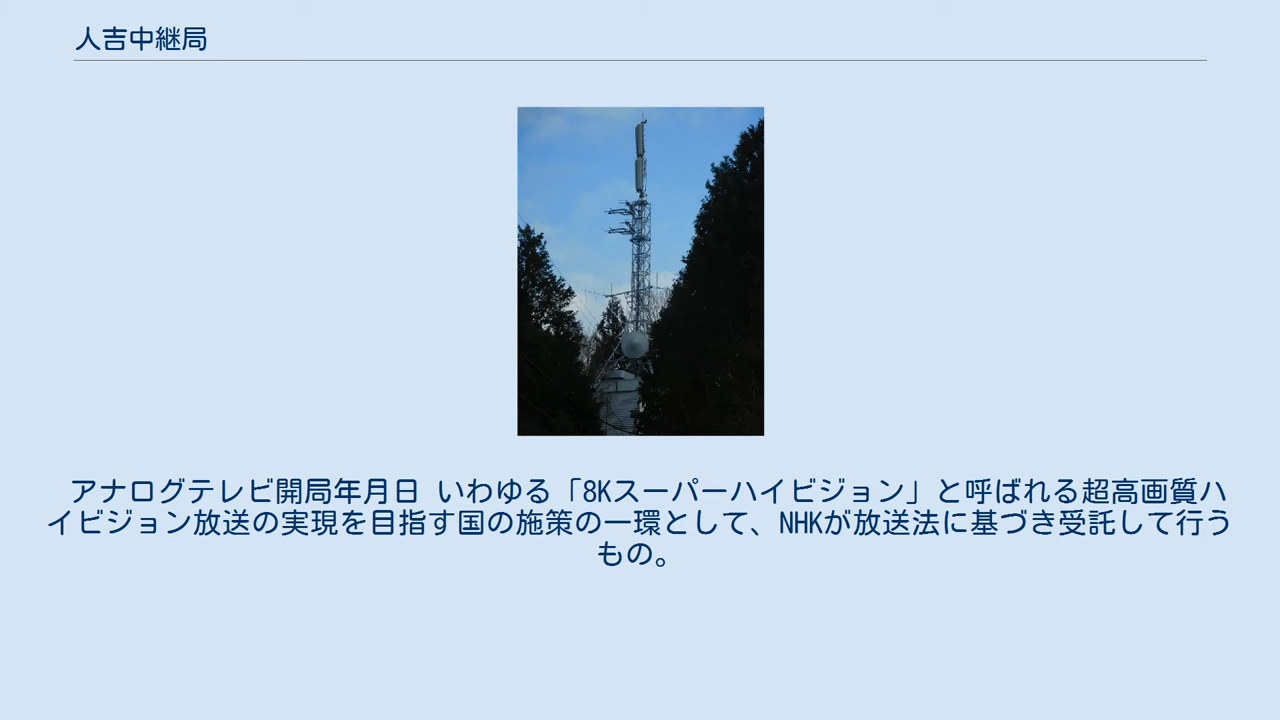 人吉中継局
アナログテレビ開局年月日 いわゆる「8Kスーパーハイビジョン」と呼ばれる超高画質ハ
イビジョン放送の実現を目指す国の施策の一環として、NHKが放送法に基づき受託して行う
もの。